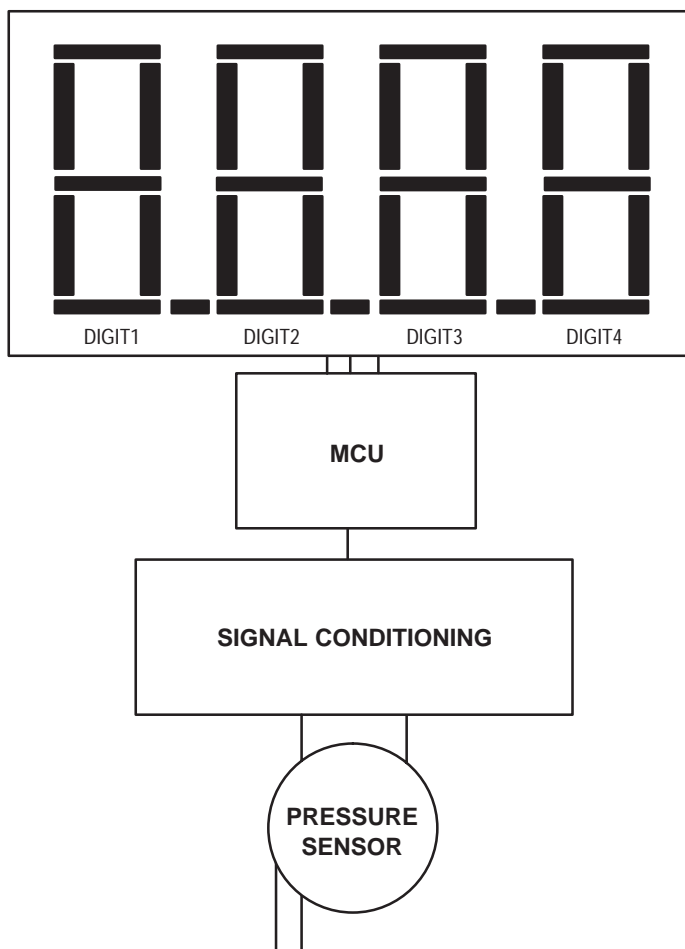 DIGIT1 DIGIT2 DIGIT3 DIGIT4
MCU
SIGNAL CONDITIONING
PRESSURE
SENSOR